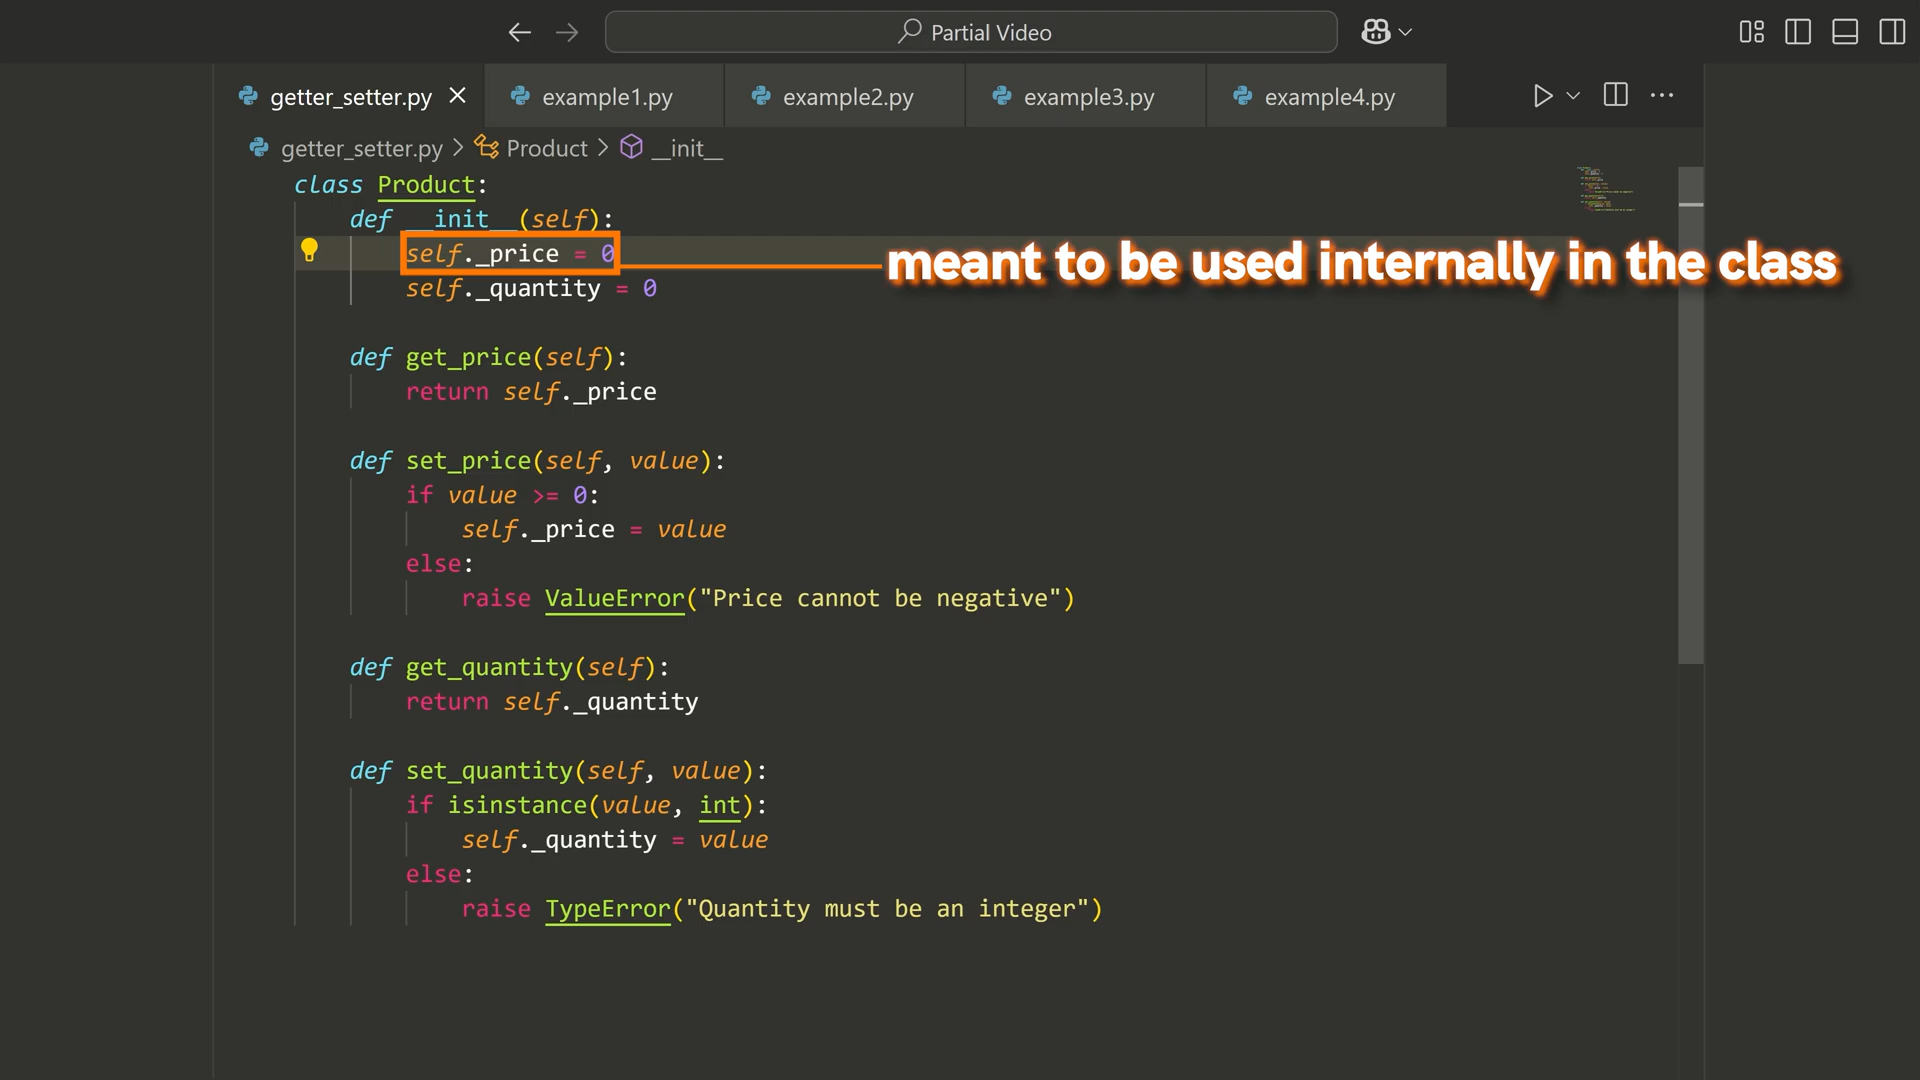 Partial Video
getter_setter.py
example1.py
example2.py
example3.py
example4.py
getter_setter.py > Product > __init__
class Product:
def __init__(self):
self._price = 0
meant to be used internally in the class
self._quantity = 0
def get_price(self):
return self._price
def set_price(self, value):
if value >= 0:
self._price = value
else:
raise ValueError("Price cannot be negative")
def get_quantity(self):
return self._quantity
def set_quantity(self, value):
if isinstance(value, int):
self._quantity = value
else:
raise TypeError("Quantity must be an integer")